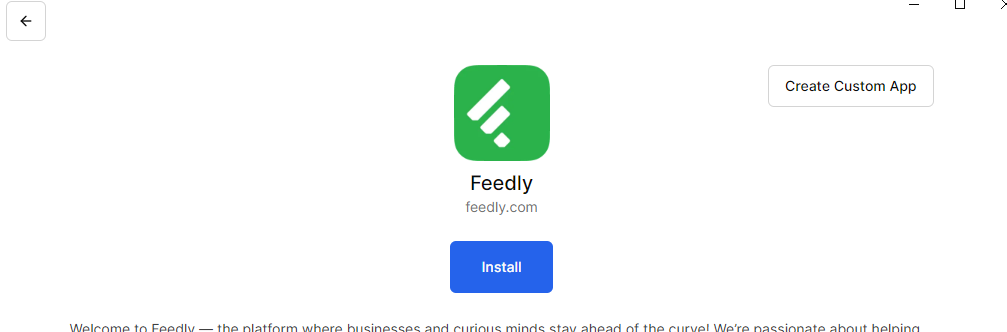 Create Custom App
Feedly
feedly.com
Install
Welcome to Feedly — the platform where businesses and curious minds stay ahead of the curve! We're passionate about helping